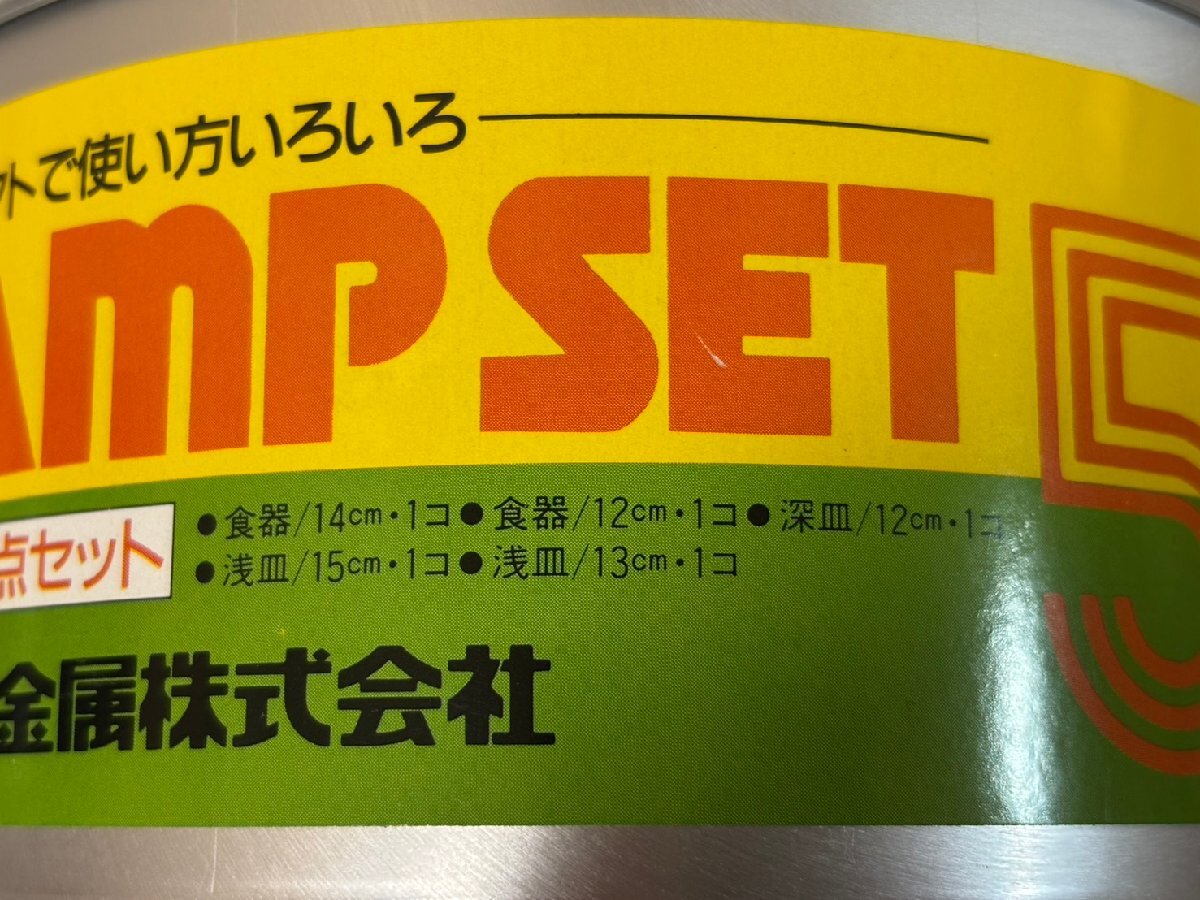 ットで使い方いろいろ
AMP SET 5
点セット
●食器/14cm・1コ●食器/12cm・1コ●深皿/12cm・1コ
●浅皿/15cm・1コ●浅皿/13cm・1コ
金属株式会社